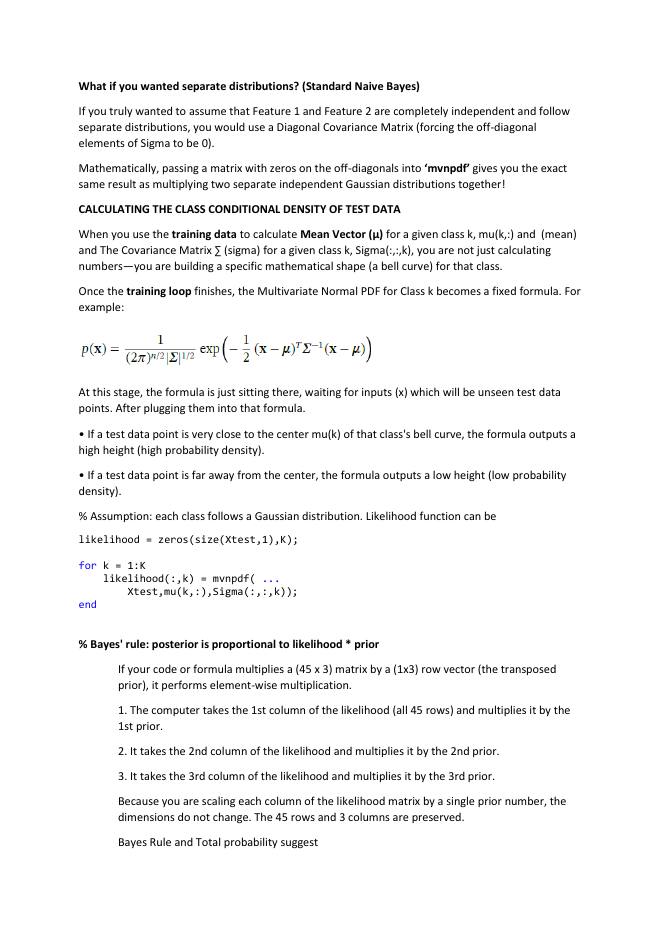 What if you wanted separate distributions? (Standard Naive Bayes)
If you truly wanted to assume that Feature 1 and Feature 2 are completely independent and follow
separate distributions, you would use a Diagonal Covariance Matrix (forcing the off-diagonal
elements of Sigma to be 0).
Mathematically, passing a matrix with zeros on the off-diagonals into ‘mvnpdf’ gives you the exact
same result as multiplying two separate independent Gaussian distributions together!
CALCULATING THE CLASS CONDITIONAL DENSITY OF TEST DATA
When you use the training data to calculate Mean Vector (μ) for a given class k, mu(k,:) and  (mean)
and The Covariance Matrix ∑ (sigma) for a given class k, Sigma(:,:,k), you are not just calculating
numbers—you are building a specific mathematical shape (a bell curve) for that class.
Once the training loop finishes, the Multivariate Normal PDF for Class k becomes a fixed formula. For
example:
p(x) = 1 / ((2π)^{n/2} |Σ|^{1/2}) exp(− 1/2 (x − μ)^T Σ^{−1} (x − μ))
At this stage, the formula is just sitting there, waiting for inputs (x) which will be unseen test data
points. After plugging them into that formula.
• If a test data point is very close to the center mu(k) of that class's bell curve, the formula outputs a
high height (high probability density).
• If a test data point is far away from the center, the formula outputs a low height (low probability
density).
% Assumption: each class follows a Gaussian distribution. Likelihood function can be
likelihood = zeros(size(Xtest,1),K);
for k = 1:K
    likelihood(:,k) = mvnpdf( ...
        Xtest,mu(k,:),Sigma(:,:,k));
end
% Bayes' rule: posterior is proportional to likelihood * prior
If your code or formula multiplies a (45 x 3) matrix by a (1x3) row vector (the transposed
prior), it performs element-wise multiplication.
1. The computer takes the 1st column of the likelihood (all 45 rows) and multiplies it by the
1st prior.
2. It takes the 2nd column of the likelihood and multiplies it by the 2nd prior.
3. It takes the 3rd column of the likelihood and multiplies it by the 3rd prior.
Because you are scaling each column of the likelihood matrix by a single prior number, the
dimensions do not change. The 45 rows and 3 columns are preserved.
Bayes Rule and Total probability suggest